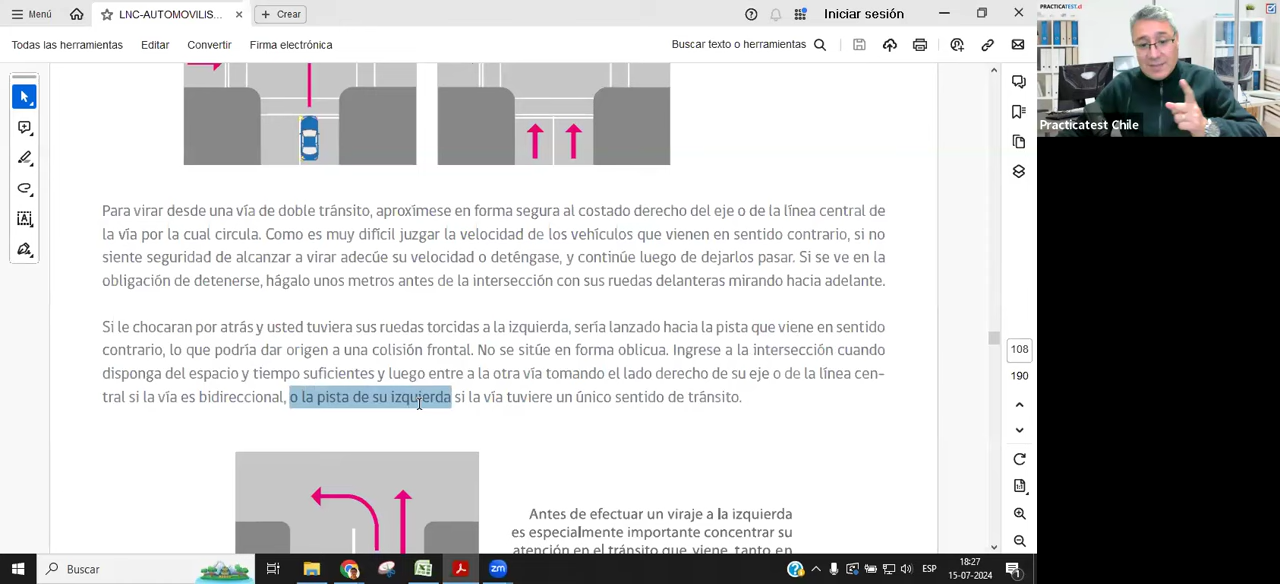 Menú
LNC-AUTOMOVILIS...
Crear
Iniciar sesión
Todas las herramientas
Editar
Convertir
Firma electrónica
Buscar texto o herramientas
Para virar desde una vía de doble tránsito, aproxímese en forma segura al costado derecho del eje o de la línea central de
la vía por la cual circula. Como es muy difícil juzgar la velocidad de los vehículos que vienen en sentido contrario, si no
siente seguridad de alcanzar a virar adecúe su velocidad o deténgase, y continúe luego de dejarlos pasar. Si se ve en la
obligación de detenerse, hágalo unos metros antes de la intersección con sus ruedas delanteras mirando hacia adelante.
Si le chocaran por atrás y usted tuviera sus ruedas torcidas a la izquierda, sería lanzado hacia la pista que viene en sentido
contrario, lo que podría dar origen a una colisión frontal. No se sitúe en forma oblicua. Ingrese a la intersección cuando
disponga del espacio y tiempo suficientes y luego entre a la otra vía tomando el lado derecho de su eje o de la línea cen-
tral si la vía es bidireccional, o la pista de su izquierda si la vía tuviere un único sentido de tránsito.
Antes de efectuar un viraje a la izquierda
es especialmente importante concentrar su
atención en el tránsito que viene, tanto en
108
190
PRACTICATEST.cl
Practicatest Chile
Buscar
ESP
18:27
15-07-2024